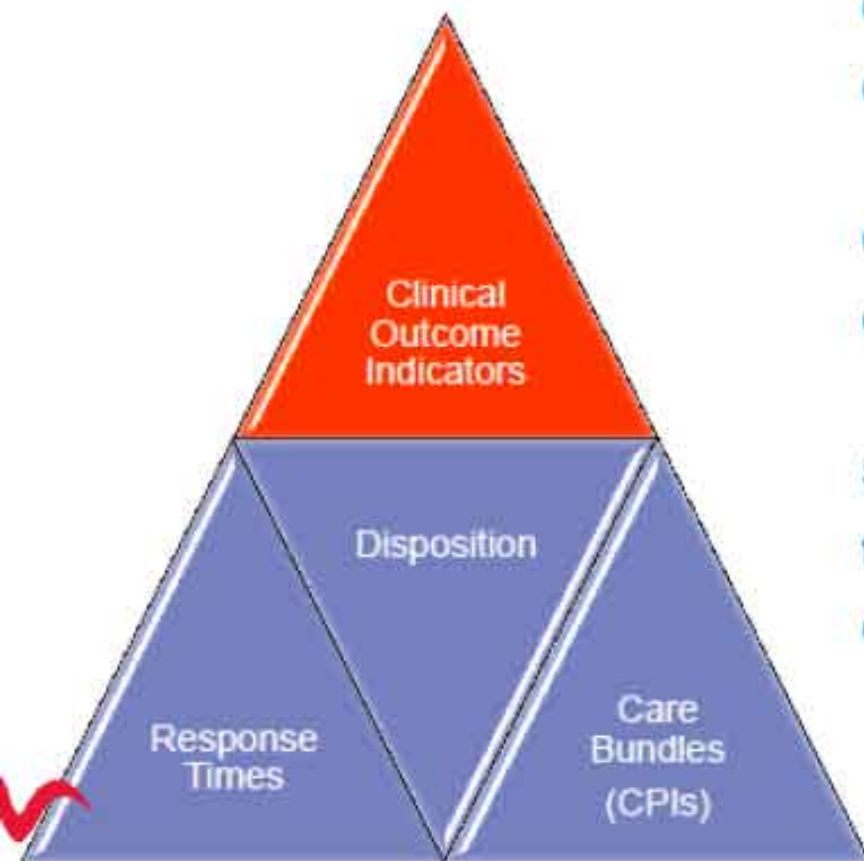 Clinical
Outcome
Indicators
Disposition
Response
Times
Care
Bundles
(CPIs)